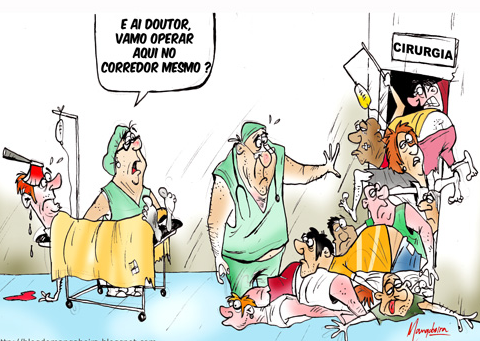 E AI DOUTOR,
VAMO OPERAR
AQUI NO
CORREDOR MESMO ?
CIRURGIA